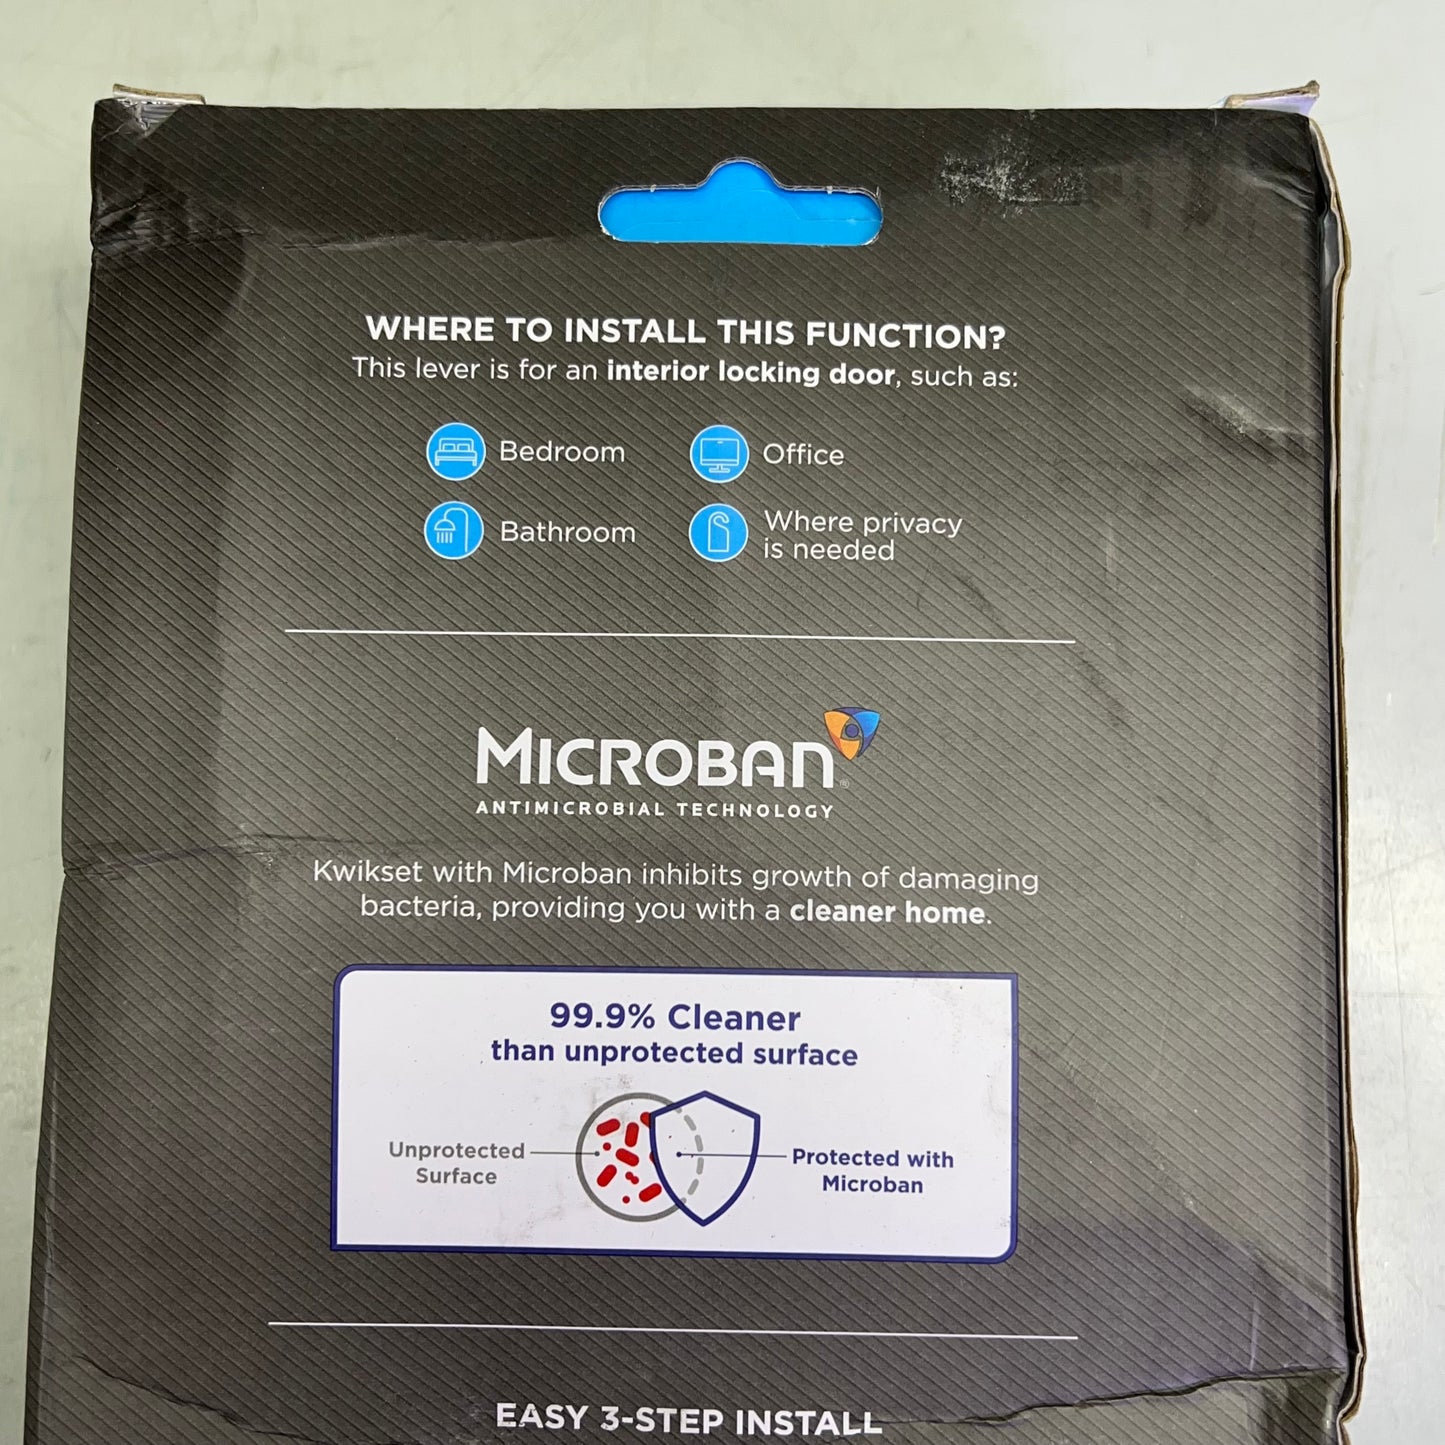 WHERE TO INSTALL THIS FUNCTION?
This lever is for an interior locking door, such as:
Bedroom
Office
Bathroom
Where privacy
is needed
MICROBAN®
ANTIMICROBIAL TECHNOLOGY
Kwikset with Microban inhibits growth of damaging
bacteria, providing you with a cleaner home.
99.9% Cleaner
than unprotected surface
Unprotected
Surface
Protected with
Microban
EASY 3-STEP INSTALL